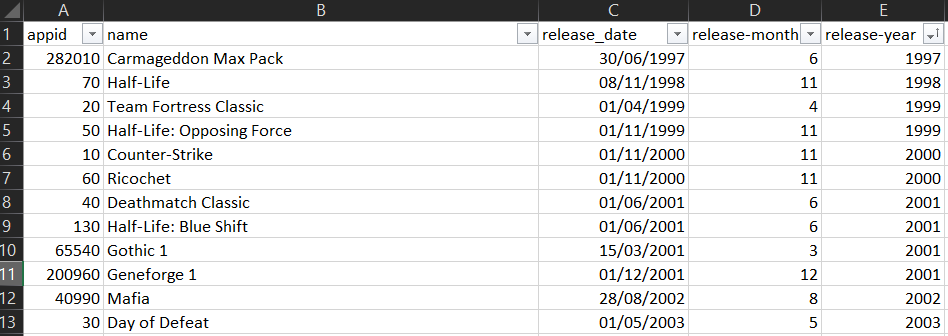 A B C D E
1 appid name release_date release-month release-year
2 282010 Carmageddon Max Pack 30/06/1997 6 1997
3 70 Half-Life 08/11/1998 11 1998
4 20 Team Fortress Classic 01/04/1999 4 1999
5 50 Half-Life: Opposing Force 01/11/1999 11 1999
6 10 Counter-Strike 01/11/2000 11 2000
7 60 Ricochet 01/11/2000 11 2000
8 40 Deathmatch Classic 01/06/2001 6 2001
9 130 Half-Life: Blue Shift 01/06/2001 6 2001
10 65540 Gothic 1 15/03/2001 3 2001
11 200960 Geneforge 1 01/12/2001 12 2001
12 40990 Mafia 28/08/2002 8 2002
13 30 Day of Defeat 01/05/2003 5 2003